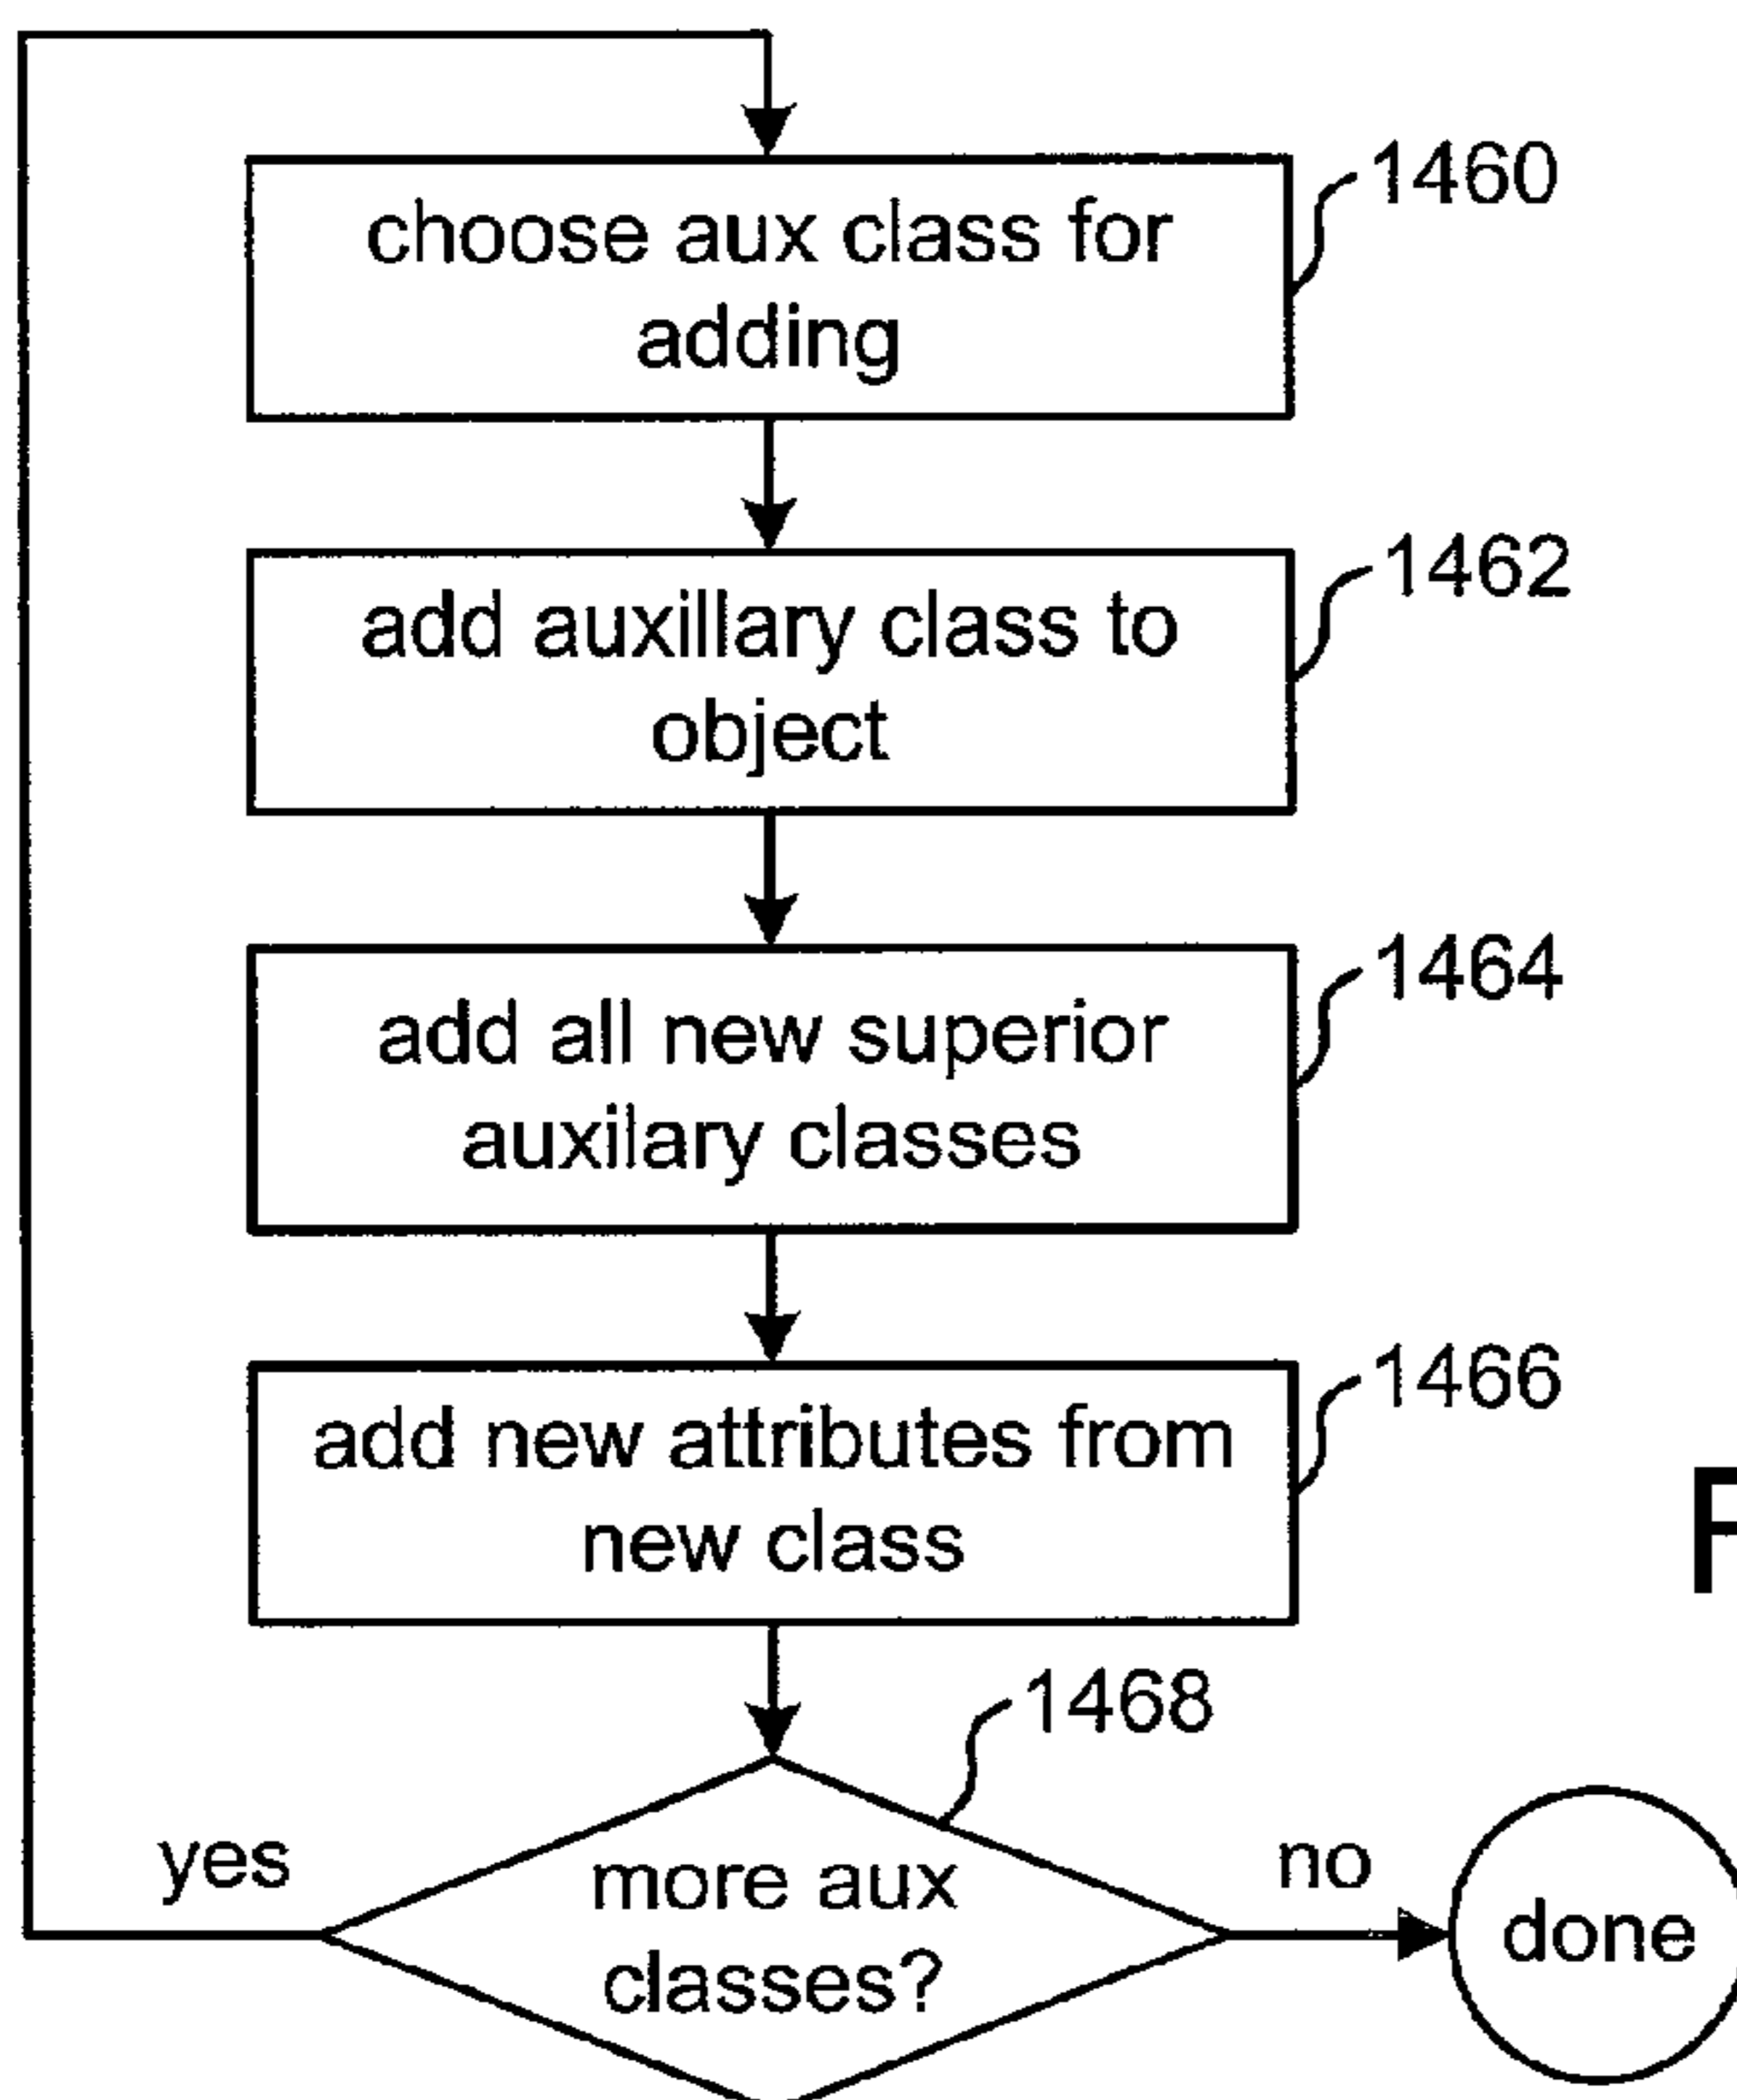 1460
choose aux class for
adding
1462
add auxillary class to
object
1464
add all new superior
auxilary classes
1466
add new attributes from
new class
1468
yes
more aux
classes?
no
done